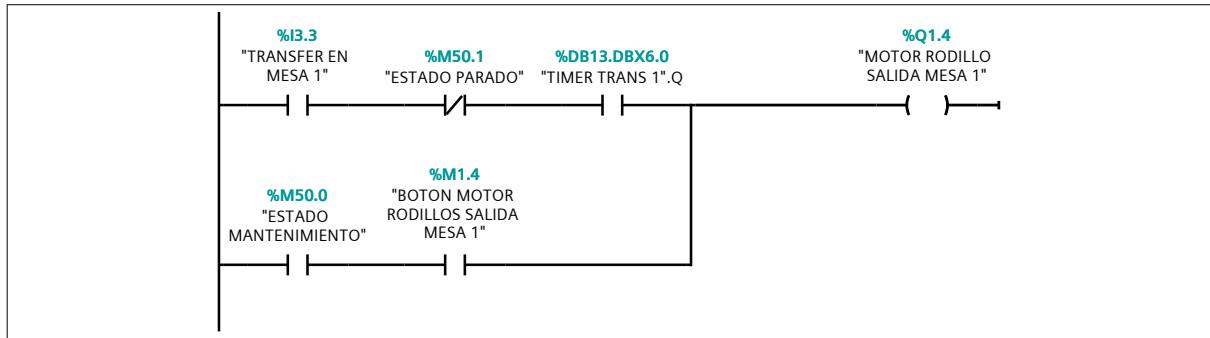 %I3.3
"TRANSFER EN
MESA 1"
%M50.1
"ESTADO PARADO"
%DB13.DBX6.0
"TIMER TRANS 1".Q
%Q1.4
"MOTOR RODILLO
SALIDA MESA 1"
%M50.0
"ESTADO
MANTENIMIENTO"
%M1.4
"BOTON MOTOR
RODILLOS SALIDA
MESA 1"